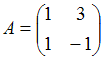 A = (1 3
1 -1)